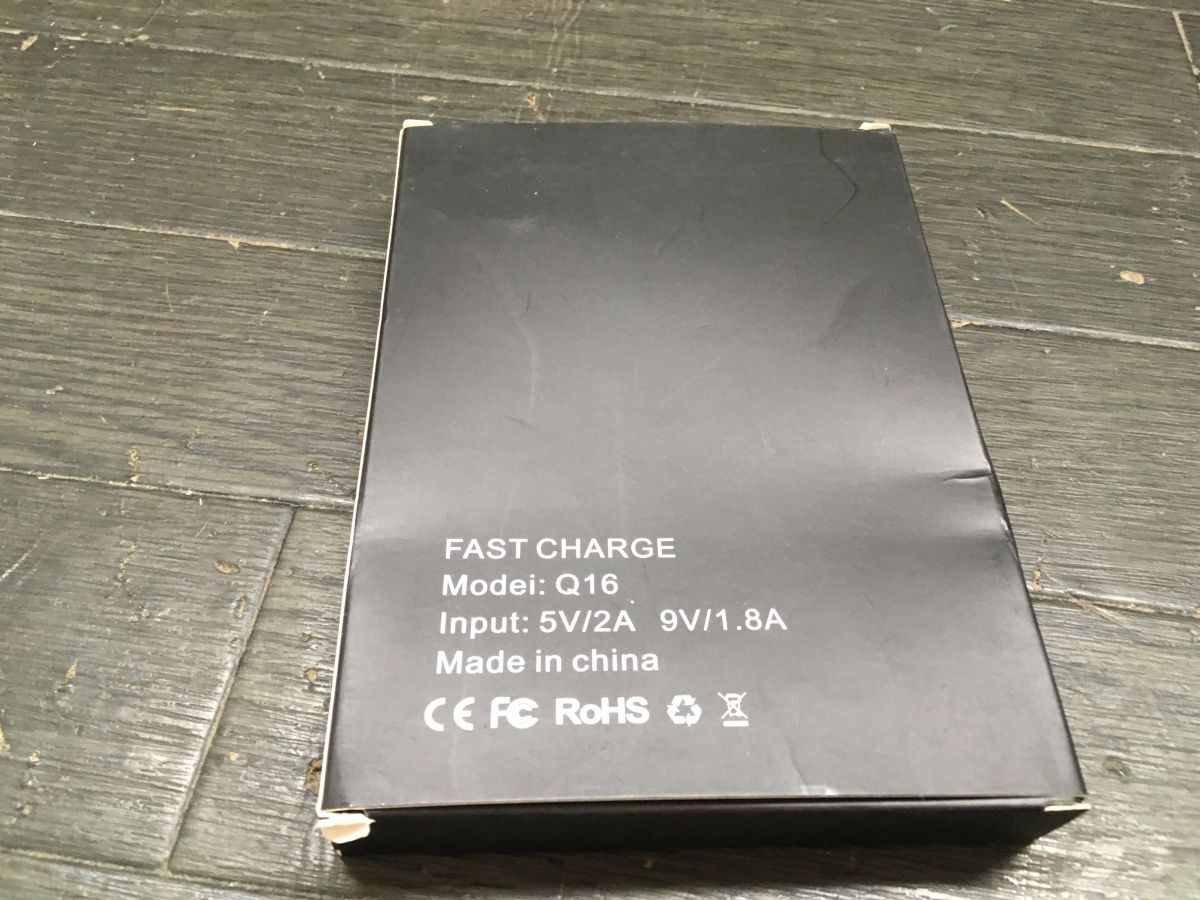 FAST CHARGE
Modei: Q16
Input: 5V/2A 9V/1.8A
Made in china
CE FC RoHS